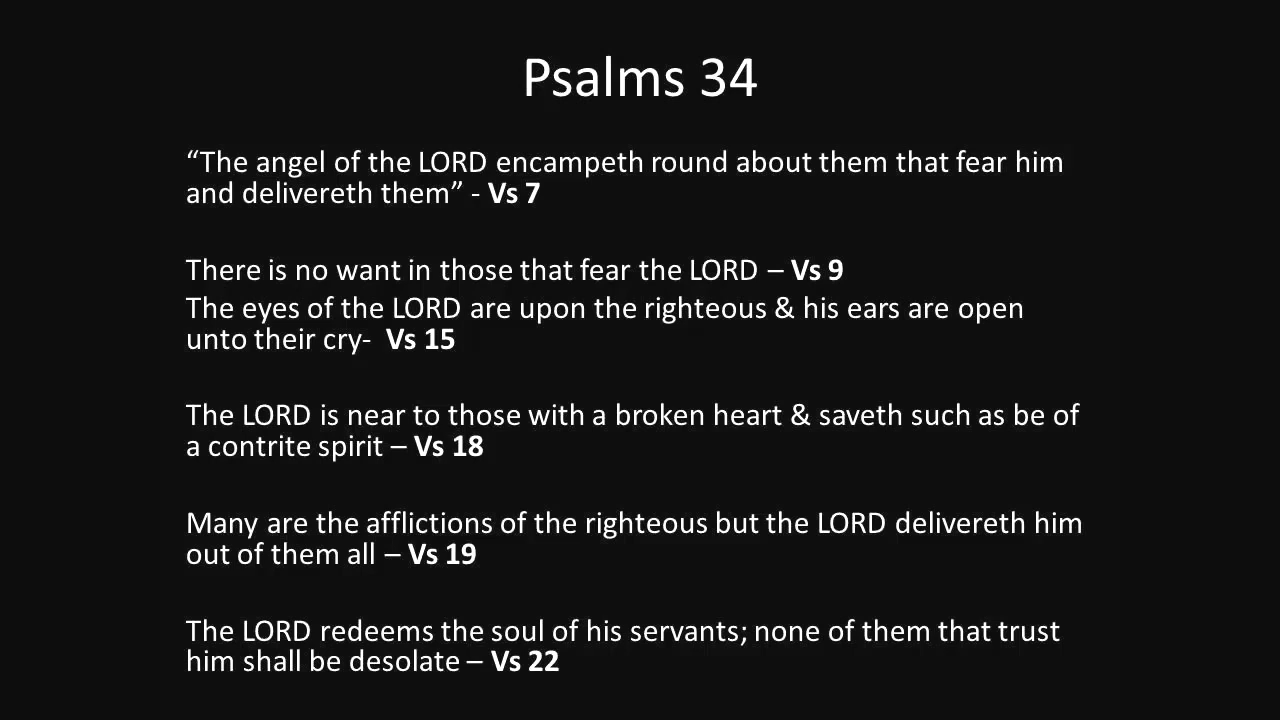 Psalms 34
“The angel of the LORD encampeth round about them that fear him
and delivereth them” - Vs 7
There is no want in those that fear the LORD – Vs 9
The eyes of the LORD are upon the righteous & his ears are open
unto their cry-  Vs 15
The LORD is near to those with a broken heart & saveth such as be of
a contrite spirit – Vs 18
Many are the afflictions of the righteous but the LORD delivereth him
out of them all – Vs 19
The LORD redeems the soul of his servants; none of them that trust
him shall be desolate – Vs 22